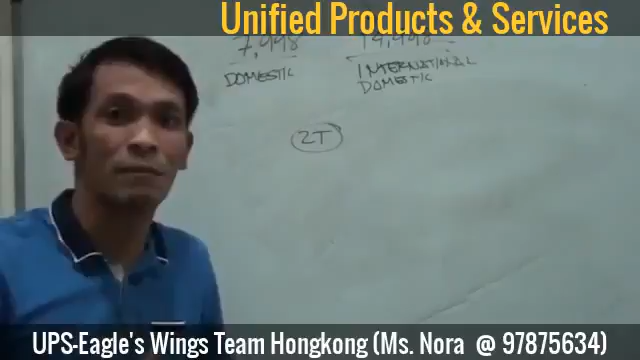 Unified Products & Services
7,998 19,998
DOMESTIC INTERNATIONAL
DOMESTIC
2T
UPS-Eagle's Wings Team Hongkong (Ms. Nora @ 97875634)